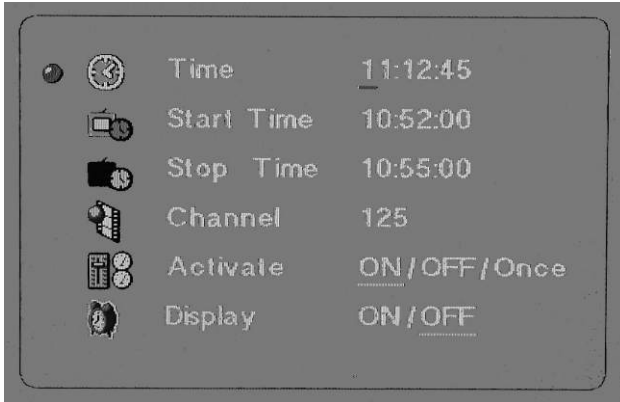 Time 11:12:45
Start Time 10:52:00
Stop Time 10:55:00
Channel 125
Activate ON/OFF/Once
Display ON/OFF